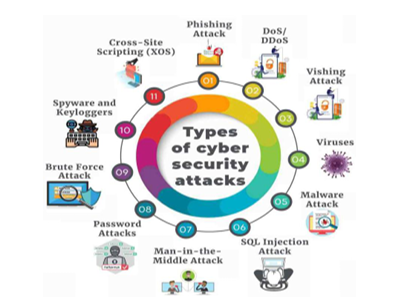 Phishing
Attack
01
DoS/
DDoS
02
Vishing
Attack
03
Viruses
04
Malware
Attack
05
SQL Injection
Attack
06
Man-in-the-
Middle Attack
07
Password
Attacks
08
Brute Force
Attack
09
Spyware and
Keyloggers
10
Cross-Site
Scripting (XOS)
11
Types
of cyber
security
attacks